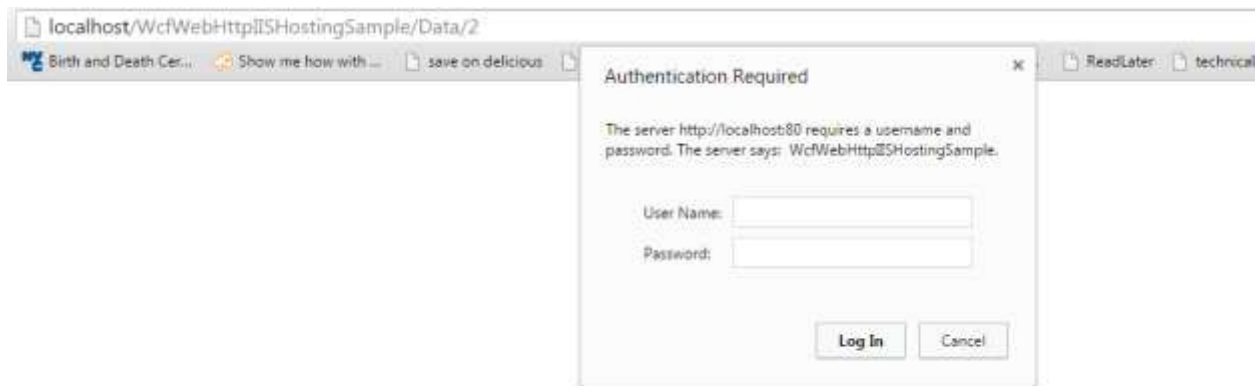 localhost/WcfWebHttpIISHostingSample/Data/2
Birth and Death Cer... Show me how with ... save on delicious ReadLater technical
Authentication Required
The server http://localhost:80 requires a username and
password. The server says: WcfWebHttpIISHostingSample.
User Name:
Password:
Log In Cancel